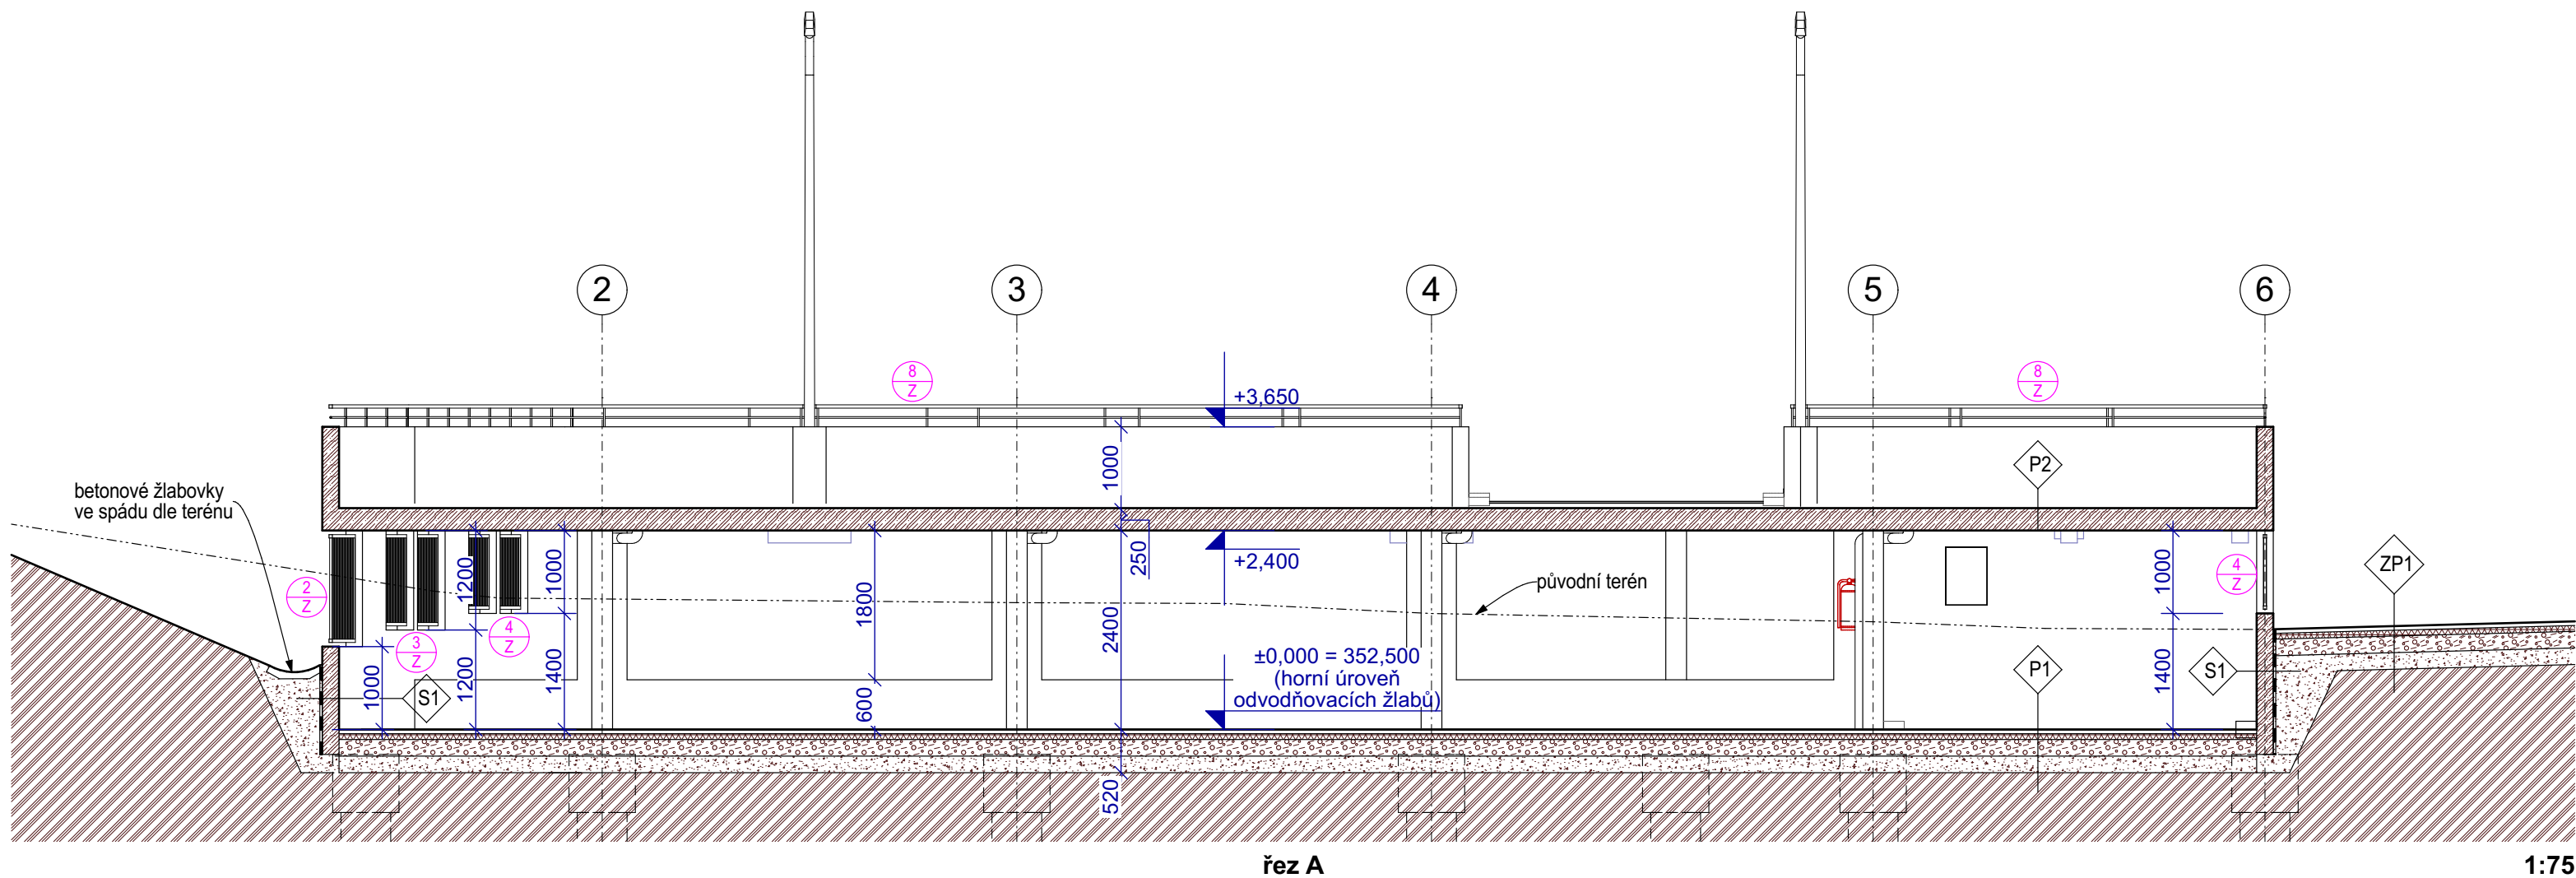 2
3
4
5
6
8
Z
8
Z
+3,650
1000
P2
betonové žlabovky
ve spádu dle terénu
250
+2,400
1200
1000
1800
2400
původní terén
1000
ZP1
2
Z
4
Z
3
Z
4
Z
1000
S1
1200
1400
600
±0,000 = 352,500
(horní úroveň
odvodňovacích žlabů)
P1
1400
S1
520
řez A
1:75